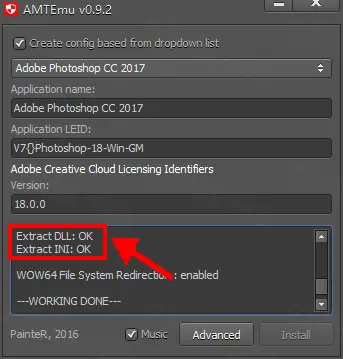 AMTEmu v0.9.2
Create config based from dropdown list
Adobe Photoshop CC 2017
Application name:
Adobe Photoshop CC 2017
Application LEID:
V7{}Photoshop-18-Win-GM
Adobe Creative Cloud Licensing Identifiers
Version:
18.0.0
Extract DLL: OK
Extract INI: OK
WOW64 File System Redirection: enabled
---WORKING DONE---
PainteR, 2016
Music
Advanced
Install